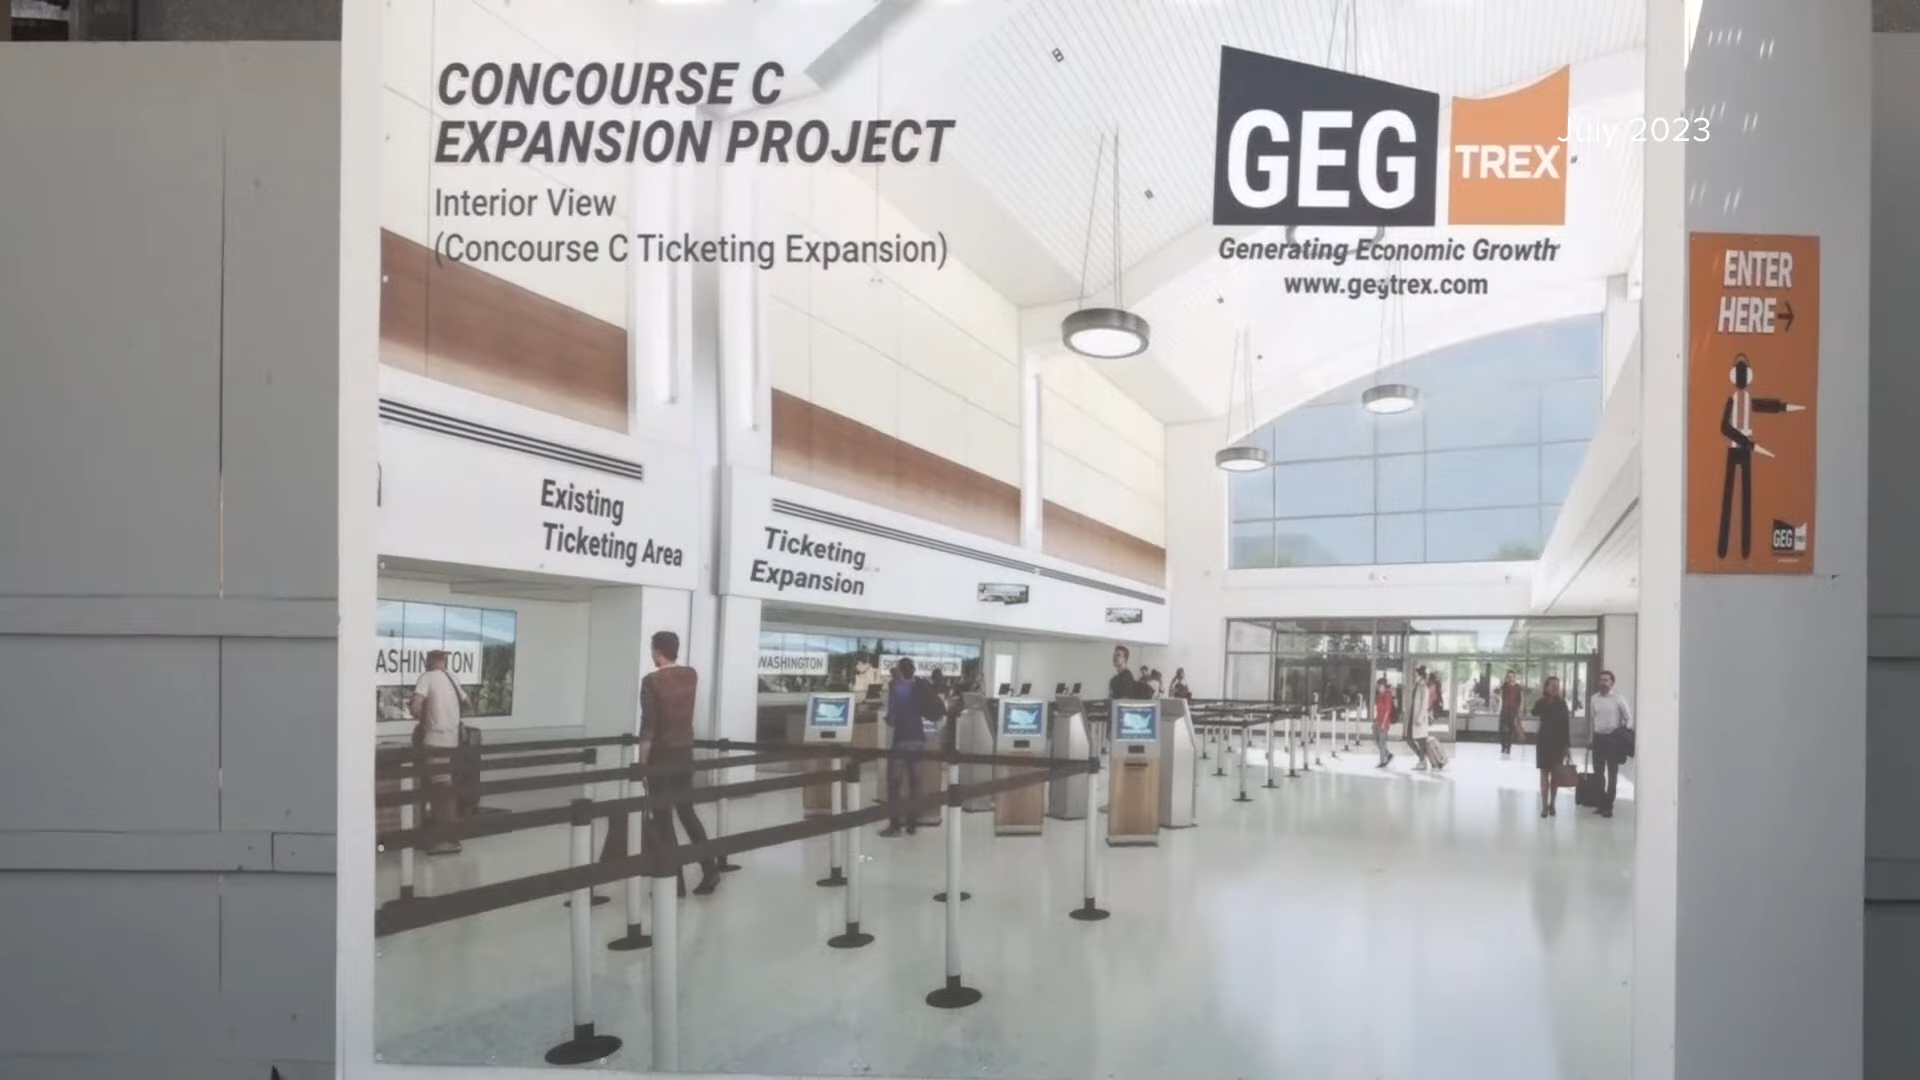 CONCOURSE C
EXPANSION PROJECT
Interior View
(Concourse C Ticketing Expansion)
GEG
TREX
July 2023
Generating Economic Growth
www.gegtrex.com
ENTER
HERE→
GEG
Existing
Ticketing Area
Ticketing
Expansion
ASHINGTON
WASHINGTON
WASHINGTON